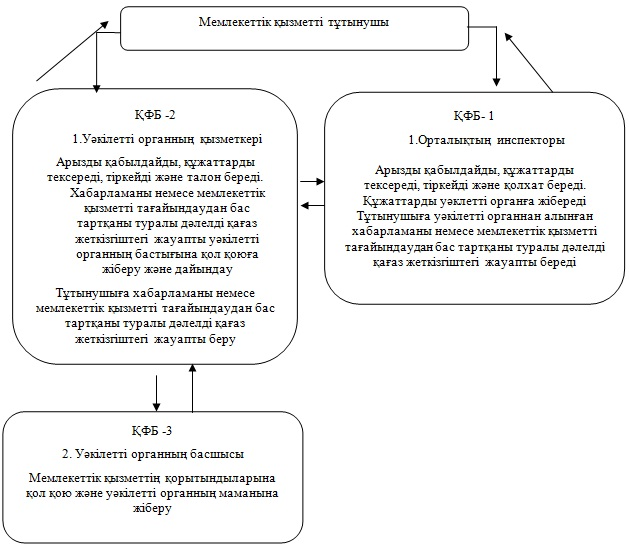 Мемлекеттік қызметті тұтынушы
ҚФБ -2
1.Уәкілетті органның қызметкері
Арызды қабылдайды, құжаттарды
тексереді, тіркейді және талон береді.
Хабарламаны немесе мемлекеттік
қызметті тағайындаудан бас
тартқаны туралы дәлелді қағаз
жеткізгіштегі жауапты уәкілетті
органның бастығына қол қоюға
жіберу және дайындау
Тұтынушыға хабарламаны немесе
мемлекеттік қызметті тағайындаудан бас
тартқаны туралы дәлелді қағаз
жеткізгіштегі жауапты беру
ҚФБ- 1
1.Орталықтың инспекторы
Арызды қабылдайды, құжаттарды
тексереді, тіркейді және қолхат береді.
Құжаттарды уәклетті органға жібереді
Тұтынушыға уәкілетті органнан алынған
хабарламаны немесе мемлекеттік қызметті
тағайындаудан бас тартқаны туралы дәлелді
қағаз жеткізгіштегі жауапты береді
ҚФБ -3
2. Уәкілетті органның басшысы
Мемлекеттік қызметтің қорытындыларына
қол қою және уәкілетті органның маманына
жіберу